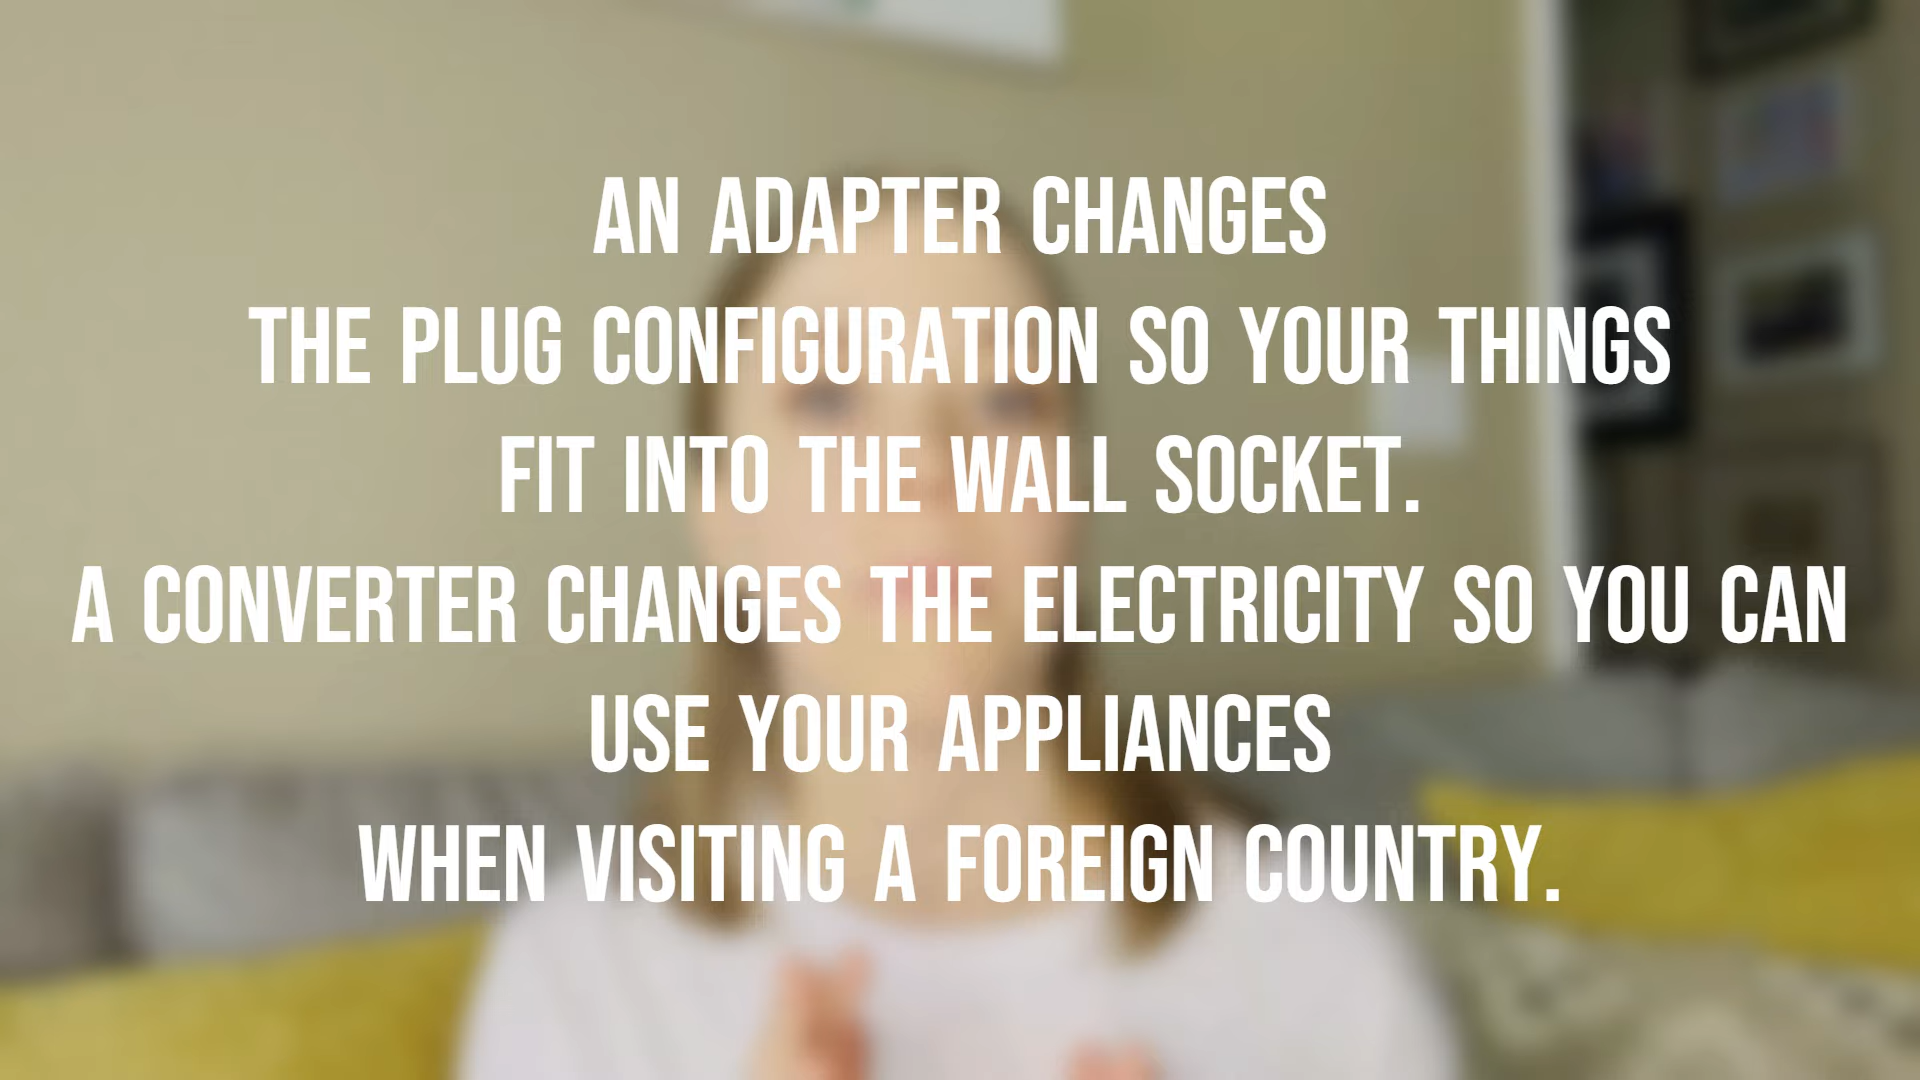 AN ADAPTER CHANGES
THE PLUG CONFIGURATION SO YOUR THINGS
FIT INTO THE WALL SOCKET.
A CONVERTER CHANGES THE ELECTRICITY SO YOU CAN
USE YOUR APPLIANCES
WHEN VISITING A FOREIGN COUNTRY.